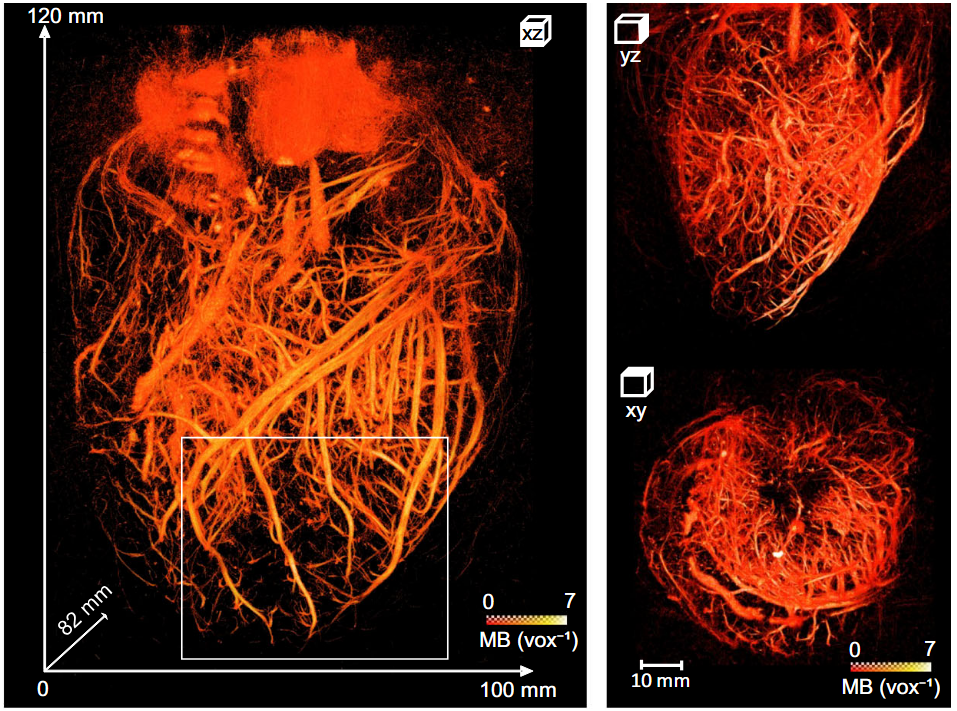 120 mm
xz
82 mm
0 7
MB (vox⁻¹)
0
100 mm
yz
xy
10 mm
0 7
MB (vox⁻¹)